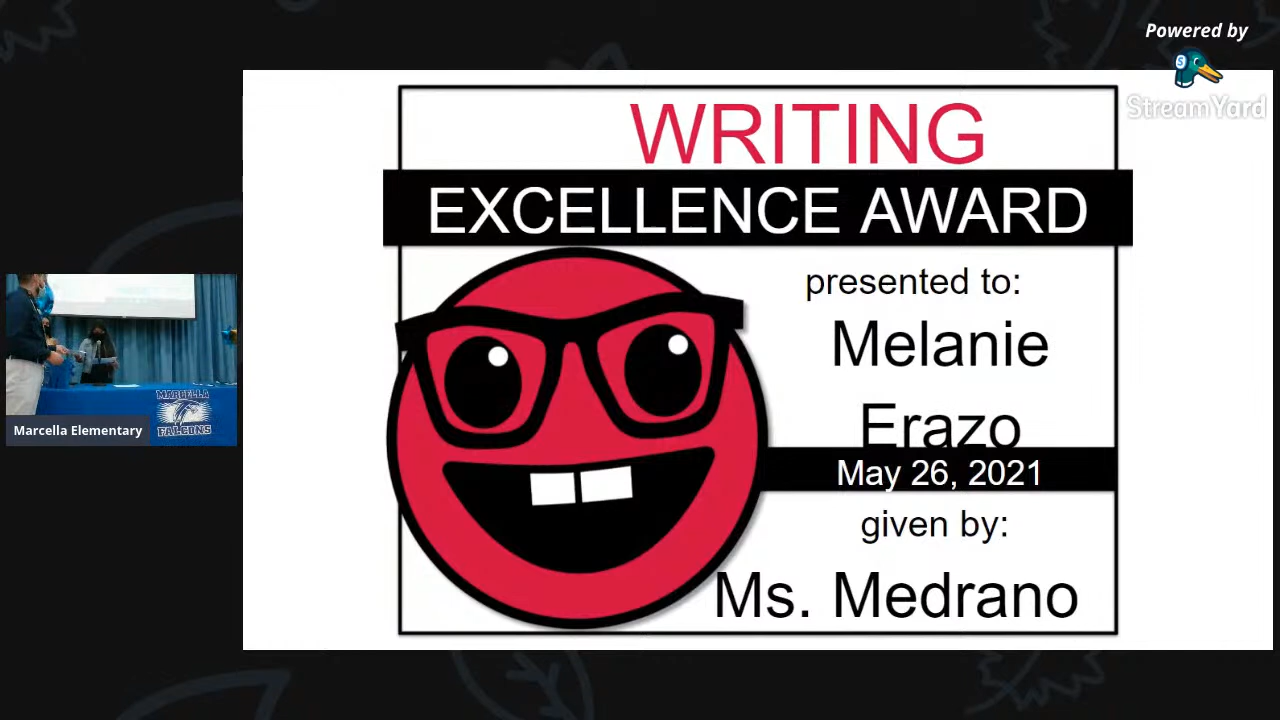 Powered by
StreamYard
WRITING
EXCELLENCE AWARD
presented to:
Melanie
Erazo
May 26, 2021
given by:
Ms. Medrano
MARCELLA
FALCONS
Marcella Elementary